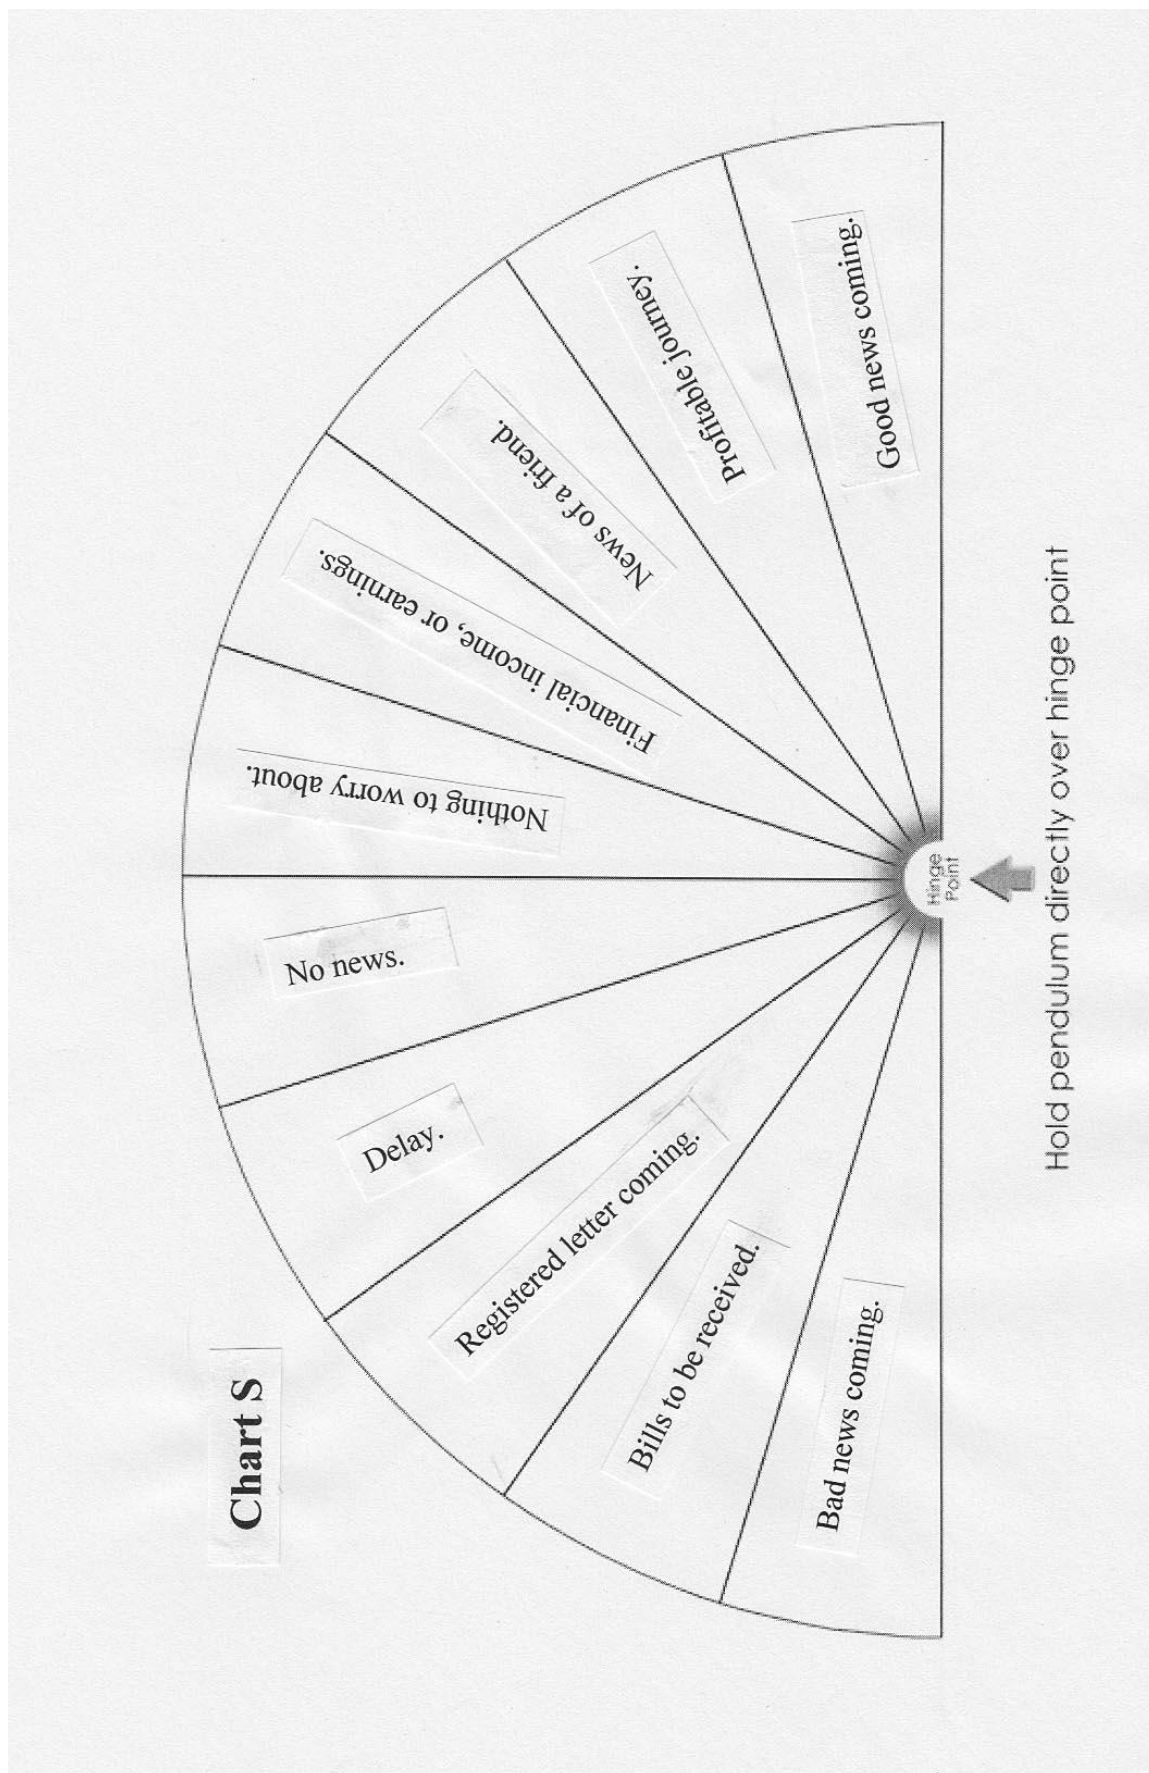 Chart S
Bad news coming.
Bills to be received.
Registered letter coming.
Delay.
No news.
Nothing to worry about.
Financial income, or earnings.
News of a friend.
Profitable journey.
Good news coming.
Hinge
Point
Hold pendulum directly over hinge point